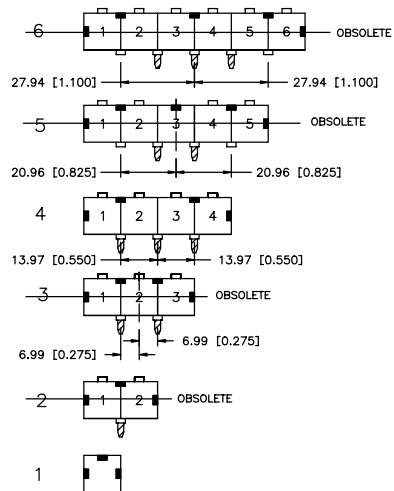 6 1 2 3 4 5 6 OBSOLETE
27.94 [1.100] 27.94 [1.100]
5 1 2 3 4 5 OBSOLETE
20.96 [0.825] 20.96 [0.825]
4 1 2 3 4
13.97 [0.550] 13.97 [0.550]
3 1 2 3 OBSOLETE
6.99 [0.275]
6.99 [0.275]
2 1 2 OBSOLETE
1